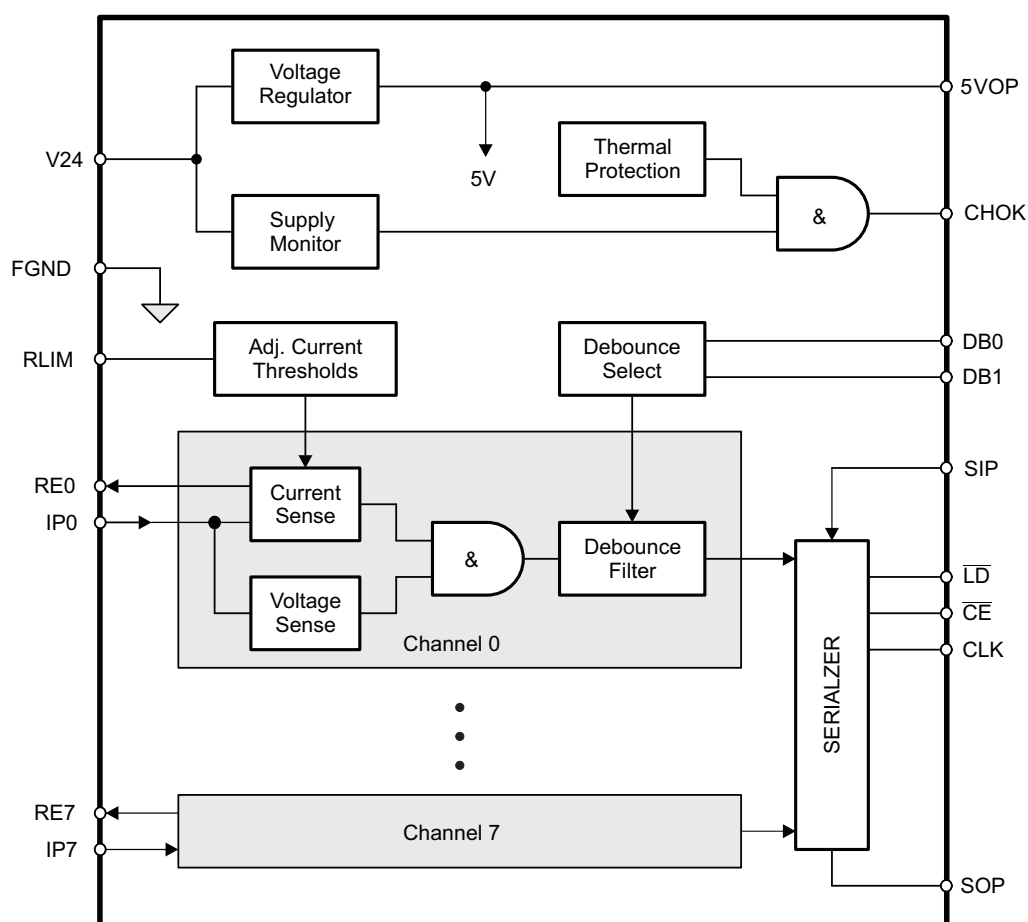 Voltage
Regulator
5VOP
V24
Thermal
Protection
5V
&
CHOK
Supply
Monitor
FGND
RLIM
Adj. Current
Thresholds
Debounce
Select
DB0
DB1
SIP
RE0
IP0
Current
Sense
&
Debounce
Filter
Voltage
Sense
Channel 0
LD
CE
CLK
SERIALZER
RE7
IP7
Channel 7
SOP